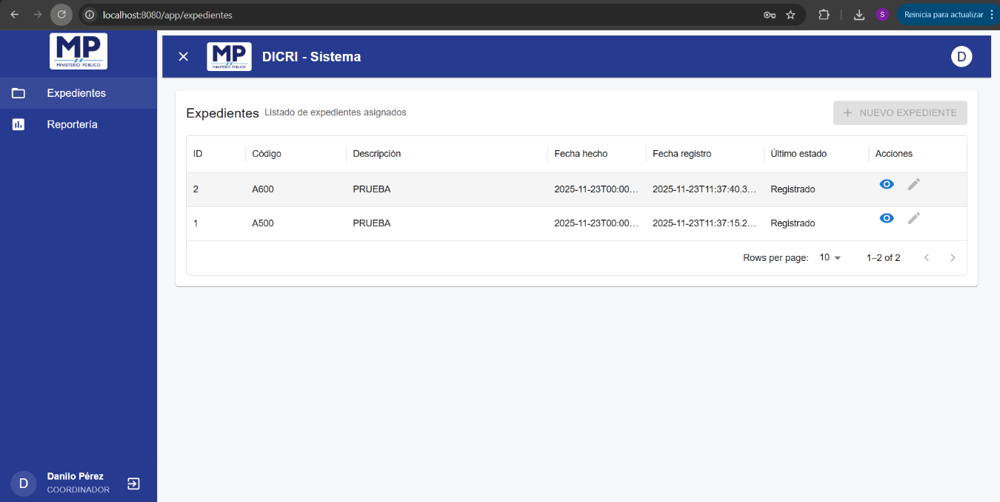 localhost:8080/app/expedientes
S
Reinicia para actualizar
MP
MINISTERIO PÚBLICO
Expedientes
Reportería
Danilo Pérez
D
COORDINADOR
MP
MINISTERIO PÚBLICO
DICRI - Sistema
D
Expedientes Listado de expedientes asignados
+ NUEVO EXPEDIENTE
ID Código Descripción Fecha hecho Fecha registro Último estado Acciones
2 A600 PRUEBA 2025-11-23T00:00... 2025-11-23T11:37:40.3... Registrado
1 A500 PRUEBA 2025-11-23T00:00... 2025-11-23T11:37:15.2... Registrado
Rows per page: 10 1–2 of 2